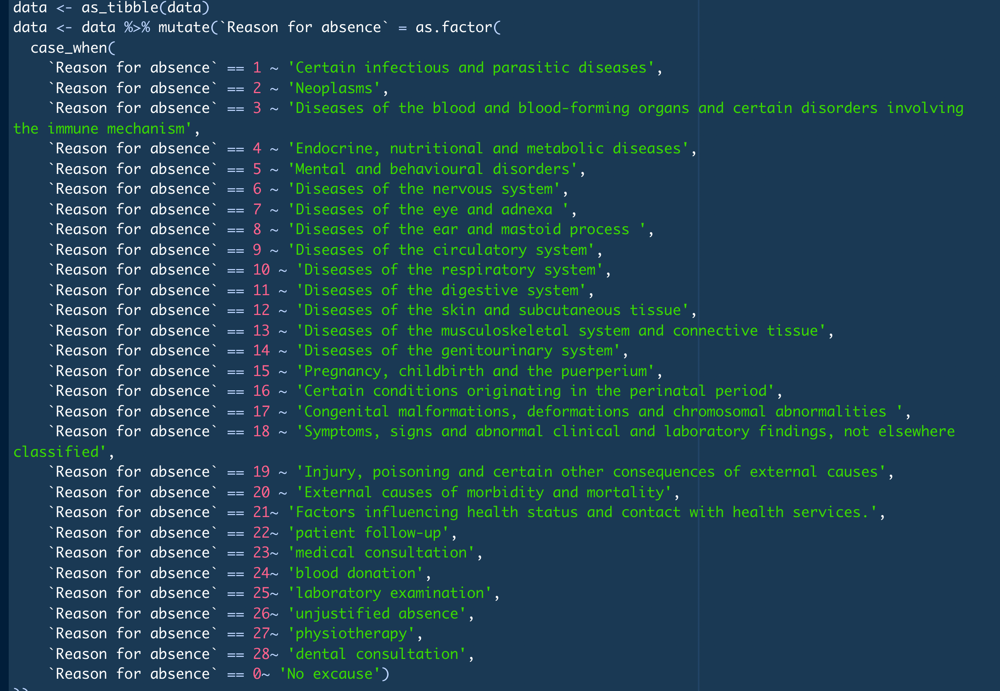 data <- as_tibble(data)
data <- data %>% mutate(`Reason for absence` = as.factor(
  case_when(
    `Reason for absence` == 1 ~ 'Certain infectious and parasitic diseases',
    `Reason for absence` == 2 ~ 'Neoplasms',
    `Reason for absence` == 3 ~ 'Diseases of the blood and blood-forming organs and certain disorders involving
the immune mechanism',
    `Reason for absence` == 4 ~ 'Endocrine, nutritional and metabolic diseases',
    `Reason for absence` == 5 ~ 'Mental and behavioural disorders',
    `Reason for absence` == 6 ~ 'Diseases of the nervous system',
    `Reason for absence` == 7 ~ 'Diseases of the eye and adnexa ',
    `Reason for absence` == 8 ~ 'Diseases of the ear and mastoid process ',
    `Reason for absence` == 9 ~ 'Diseases of the circulatory system',
    `Reason for absence` == 10 ~ 'Diseases of the respiratory system',
    `Reason for absence` == 11 ~ 'Diseases of the digestive system',
    `Reason for absence` == 12 ~ 'Diseases of the skin and subcutaneous tissue',
    `Reason for absence` == 13 ~ 'Diseases of the musculoskeletal system and connective tissue',
    `Reason for absence` == 14 ~ 'Diseases of the genitourinary system',
    `Reason for absence` == 15 ~ 'Pregnancy, childbirth and the puerperium',
    `Reason for absence` == 16 ~ 'Certain conditions originating in the perinatal period',
    `Reason for absence` == 17 ~ 'Congenital malformations, deformations and chromosomal abnormalities ',
    `Reason for absence` == 18 ~ 'Symptoms, signs and abnormal clinical and laboratory findings, not elsewhere
classified',
    `Reason for absence` == 19 ~ 'Injury, poisoning and certain other consequences of external causes',
    `Reason for absence` == 20 ~ 'External causes of morbidity and mortality',
    `Reason for absence` == 21~ 'Factors influencing health status and contact with health services.',
    `Reason for absence` == 22~ 'patient follow-up',
    `Reason for absence` == 23~ 'medical consultation',
    `Reason for absence` == 24~ 'blood donation',
    `Reason for absence` == 25~ 'laboratory examination',
    `Reason for absence` == 26~ 'unjustified absence',
    `Reason for absence` == 27~ 'physiotherapy',
    `Reason for absence` == 28~ 'dental consultation',
    `Reason for absence` == 0~ 'No excause')
))